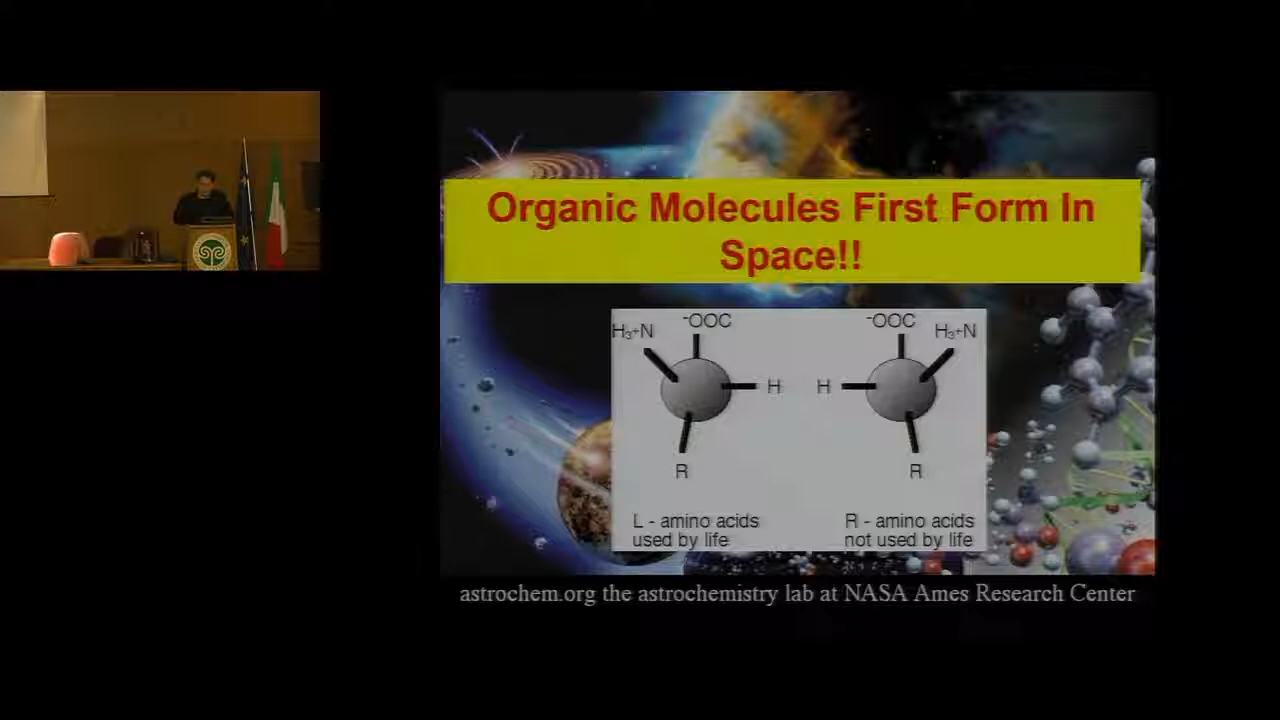 Organic Molecules First Form In
Space!!
H₃+N
-OOC
H
R
L - amino acids
used by life
-OOC
H₃+N
H
R
R - amino acids
not used by life
astrochem.org the astrochemistry lab at NASA Ames Research Center